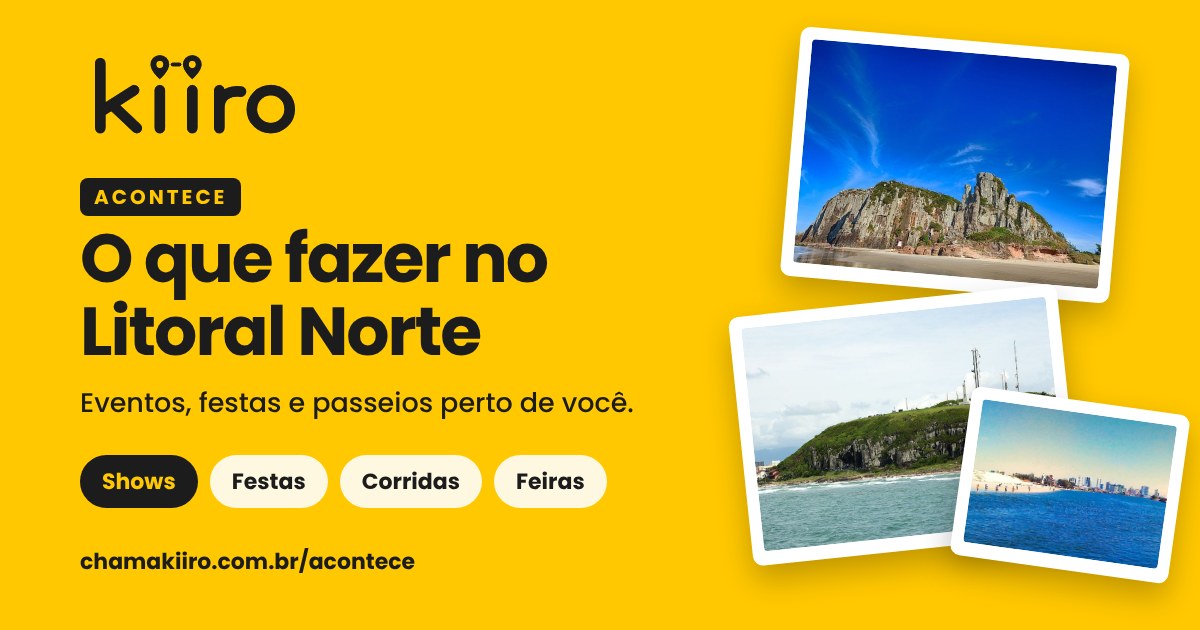 kiiro
ACONTECE
O que fazer no
Litoral Norte
Eventos, festas e passeios perto de você.
Shows
Festas
Corridas
Feiras
chamakiiro.com.br/acontece